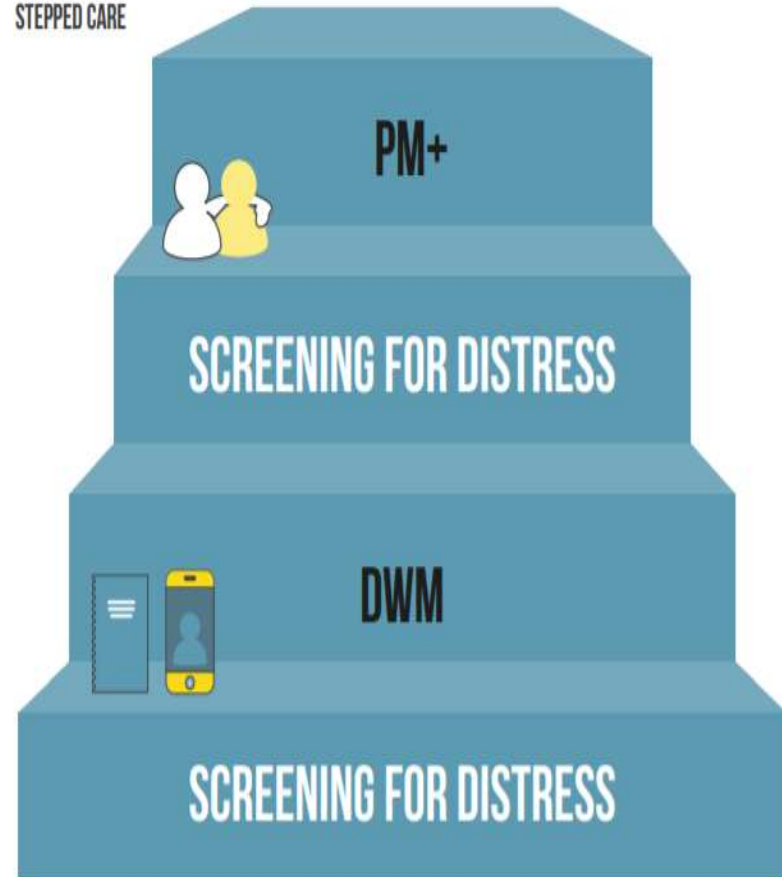 STEPPED CARE
PM+
SCREENING FOR DISTRESS
DWM
SCREENING FOR DISTRESS